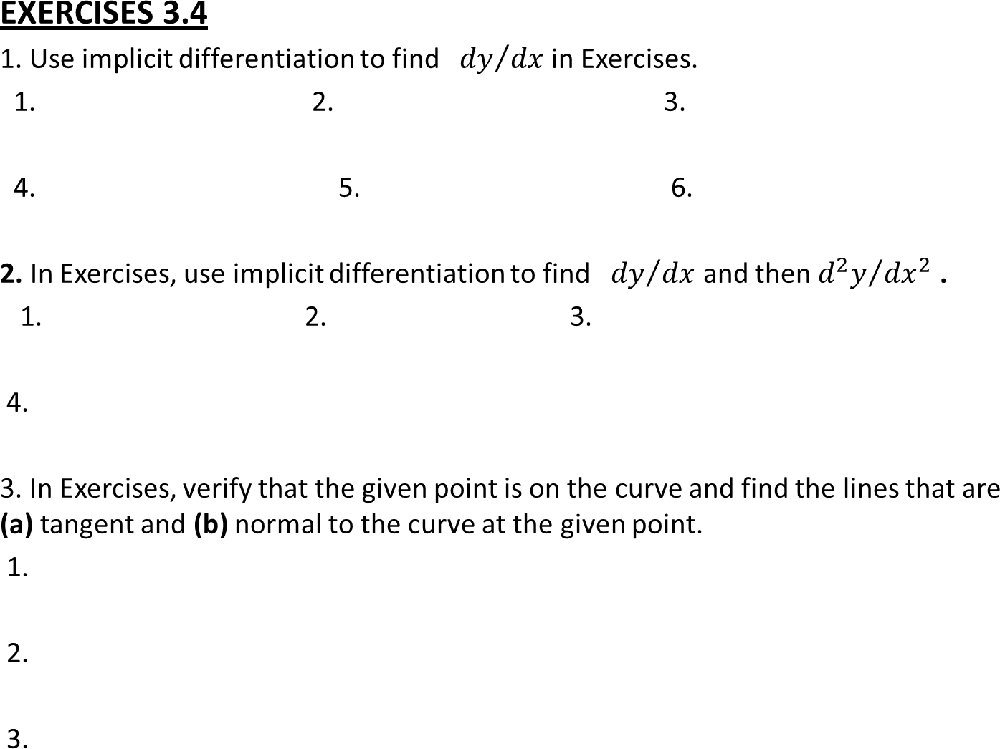 EXERCISES 3.4
1. Use implicit differentiation to find dy/dx in Exercises.
1. 2. 3.
4. 5. 6.
2. In Exercises, use implicit differentiation to find dy/dx and then d²y/dx² .
1. 2. 3.
4.
3. In Exercises, verify that the given point is on the curve and find the lines that are
(a) tangent and (b) normal to the curve at the given point.
1.
2.
3.